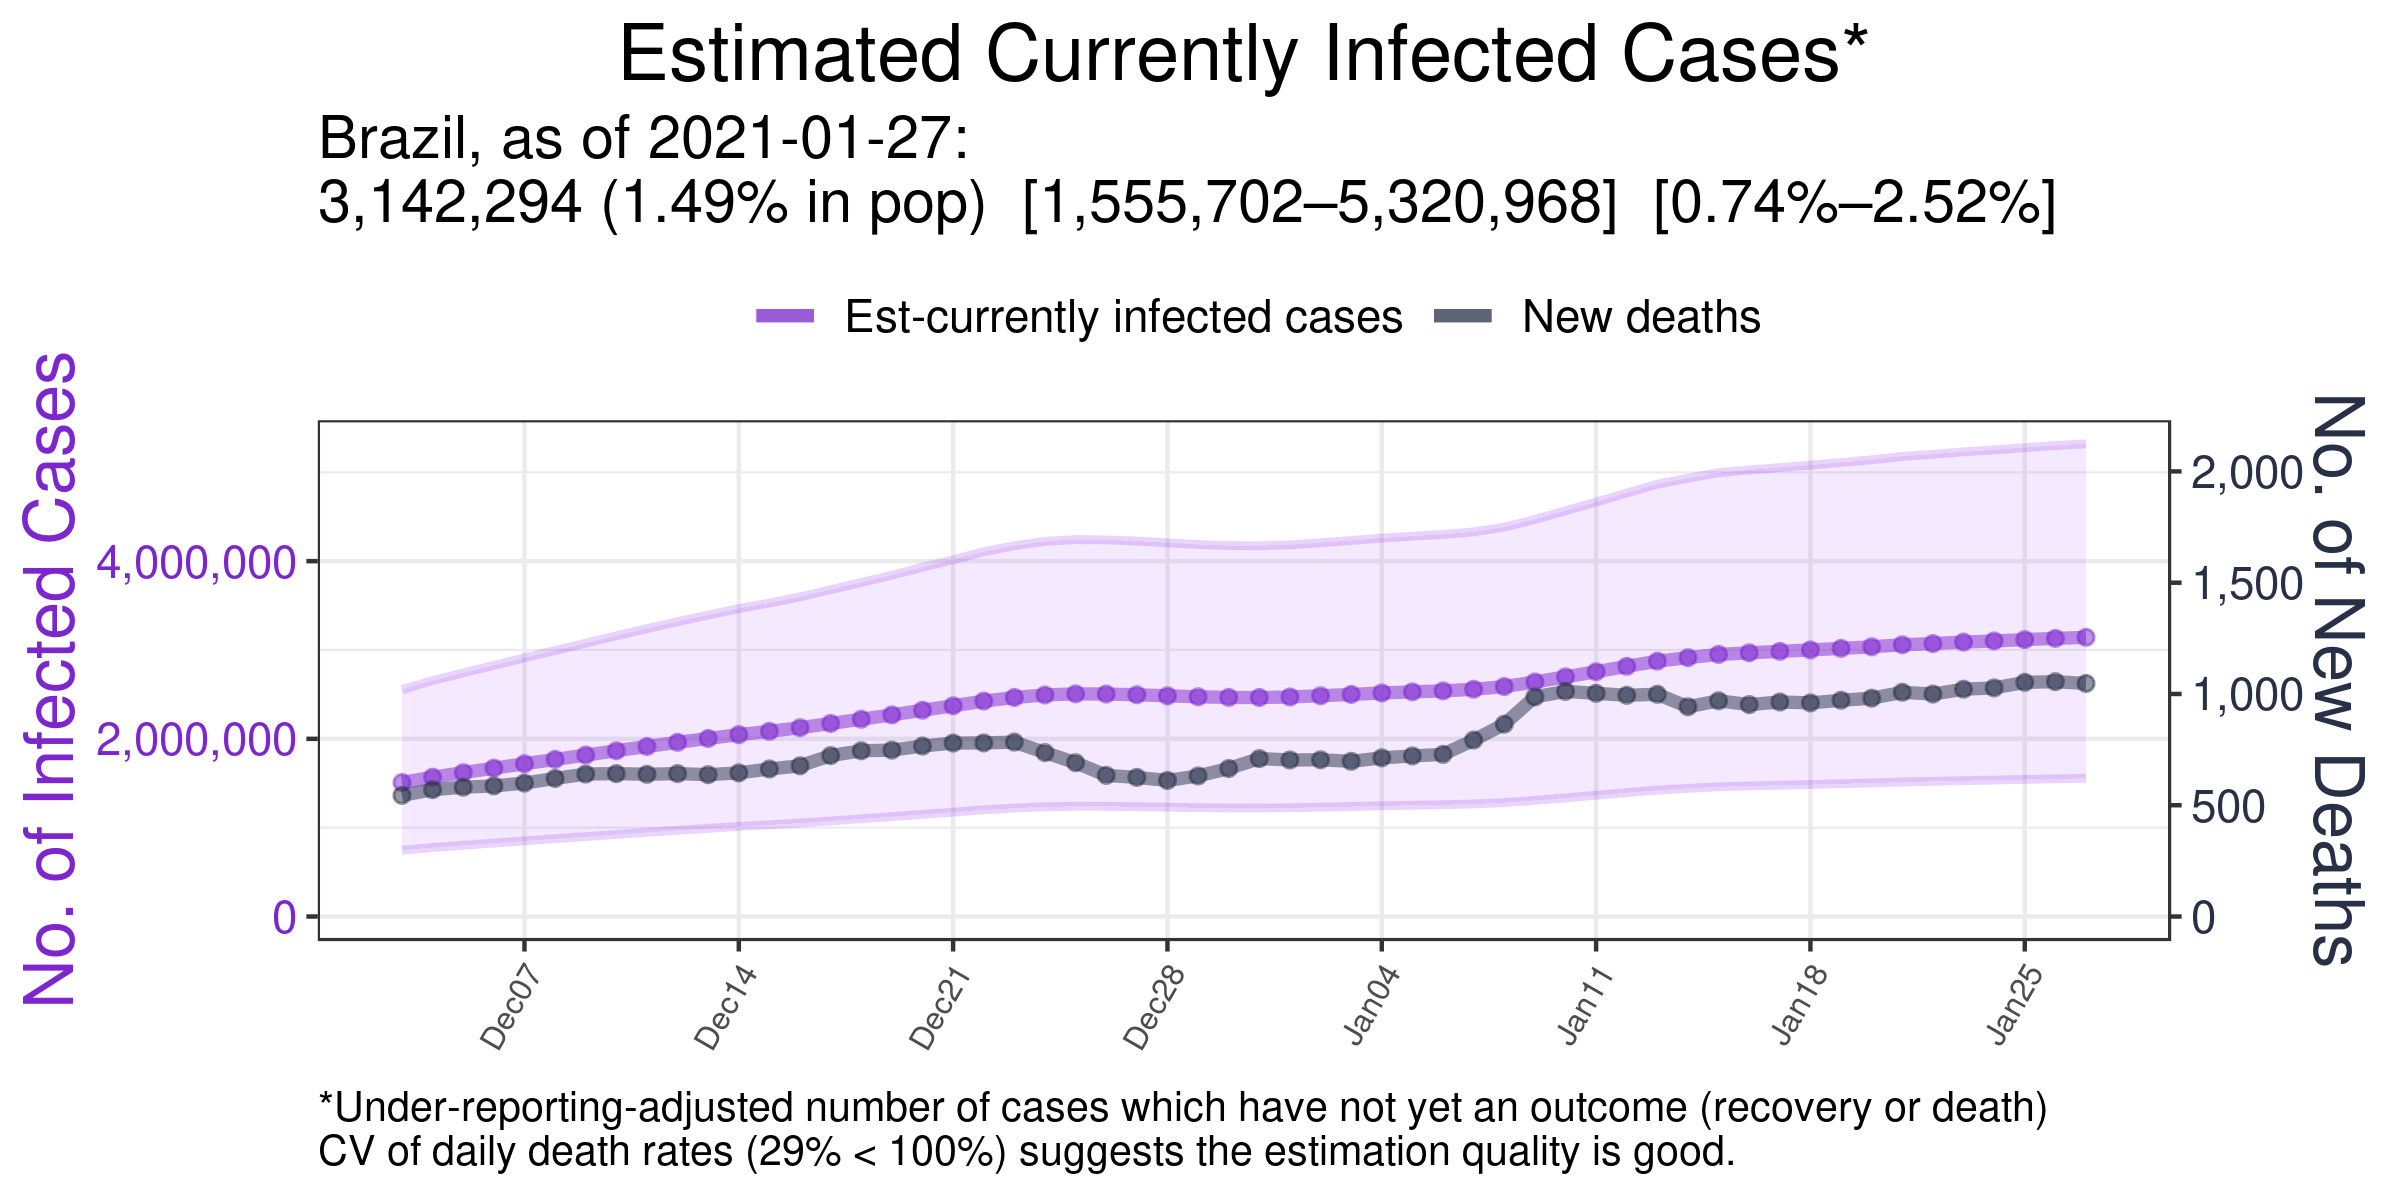 Estimated Currently Infected Cases*
Brazil, as of 2021-01-27:
3,142,294 (1.49% in pop)  [1,555,702–5,320,968]  [0.74%–2.52%]
Est-currently infected cases
New deaths
No. of Infected Cases
4,000,000
2,000,000
0
2,000
1,500
1,000
500
0
No. of New Deaths
Dec07
Dec14
Dec21
Dec28
Jan04
Jan11
Jan18
Jan25
*Under-reporting-adjusted number of cases which have not yet an outcome (recovery or death)
CV of daily death rates (29% < 100%) suggests the estimation quality is good.